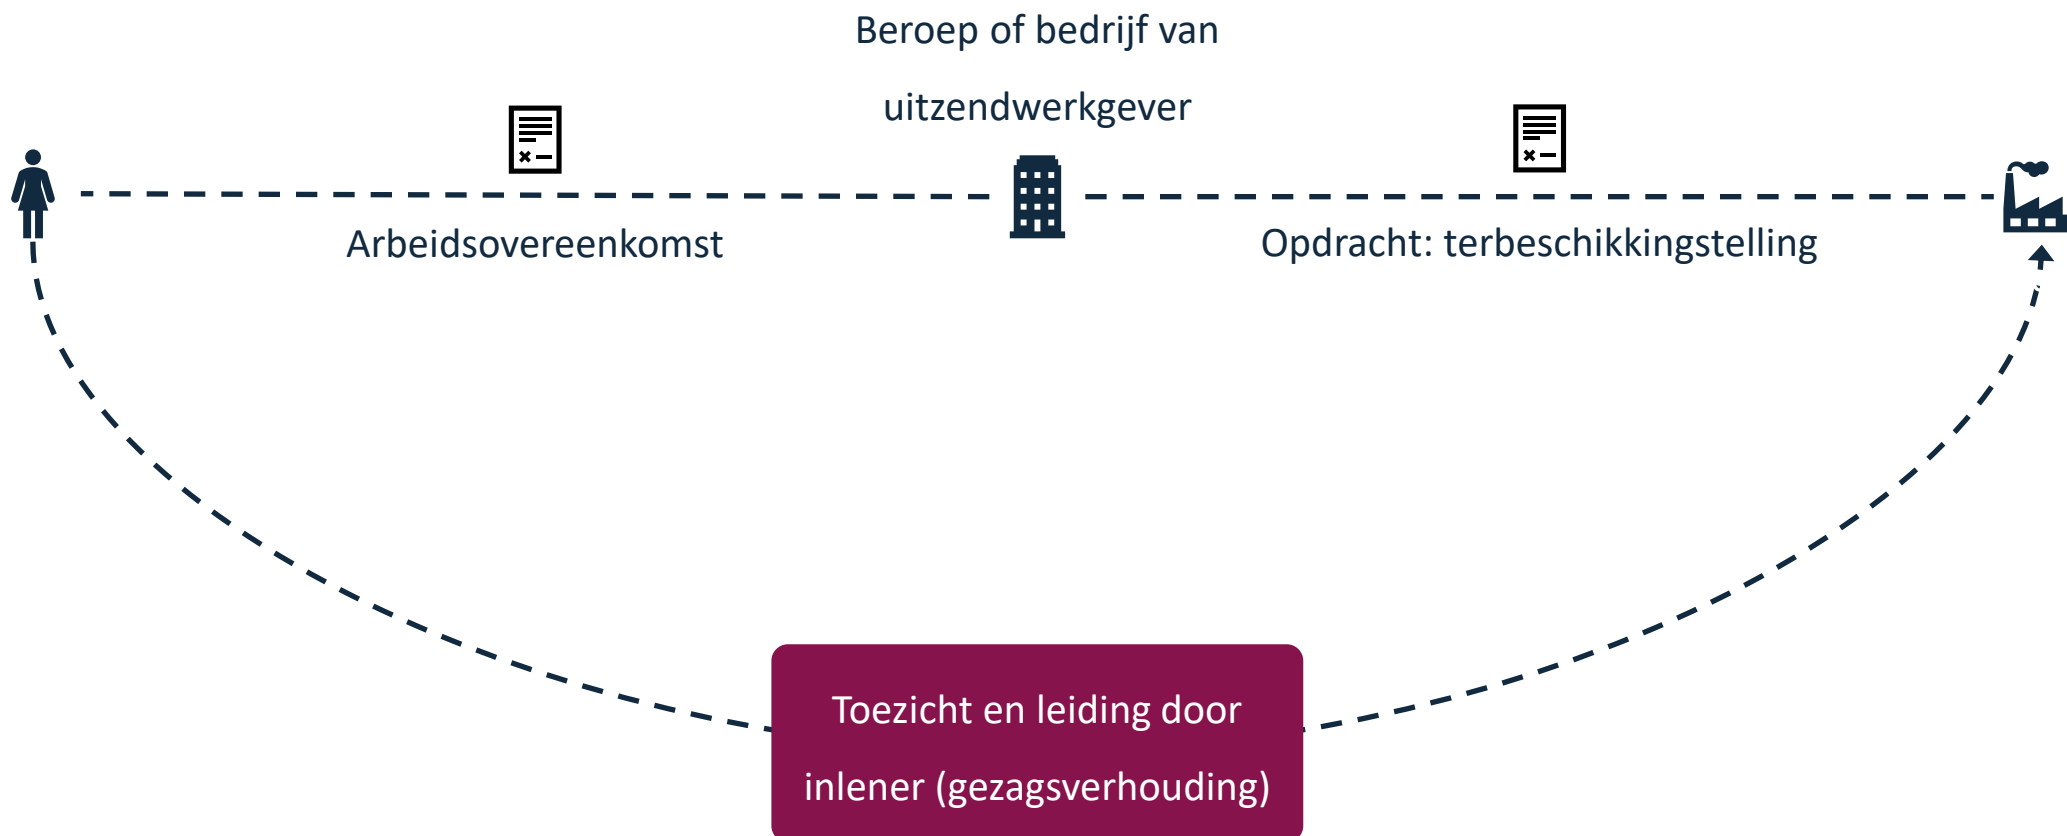 Beroep of bedrijf van
uitzendwerkgever
Arbeidsovereenkomst
Opdracht: terbeschikkingstelling
Toezicht en leiding door
inlener (gezagsverhouding)